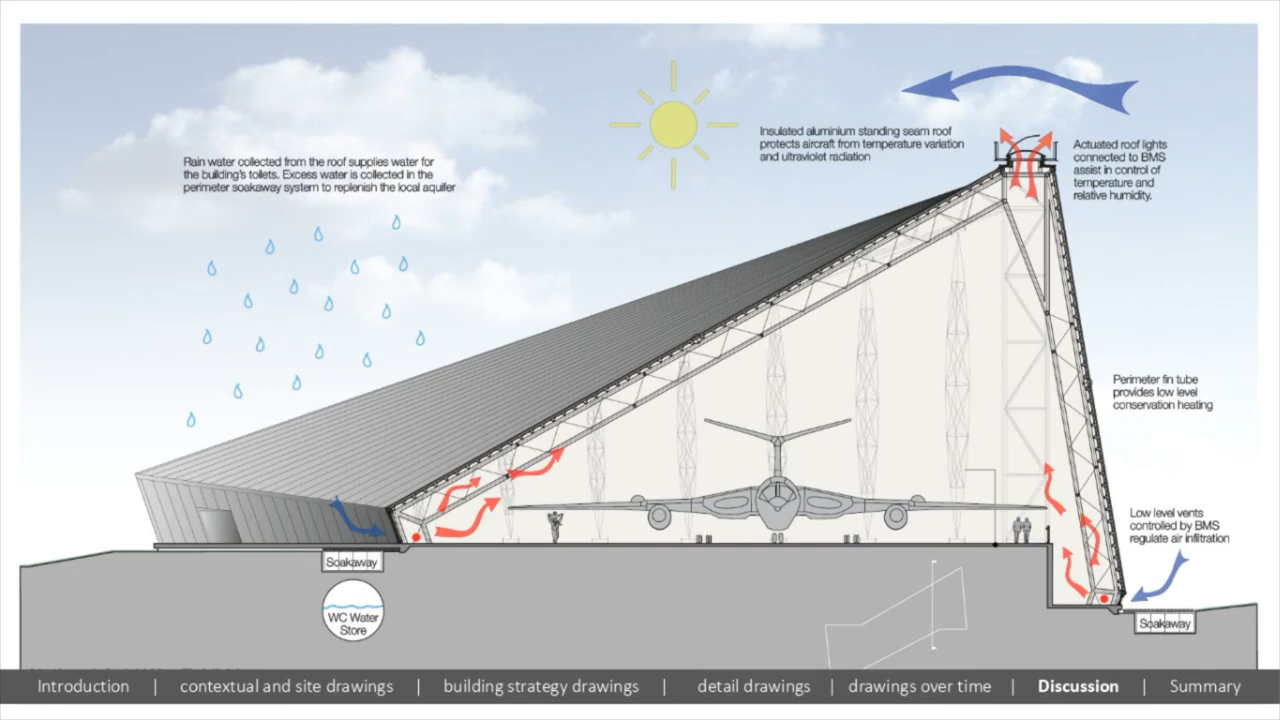 Insulated aluminium standing seam roof
protects aircraft from temperature variation
and ultraviolet radiation
Actuated roof lights
connected to BMS
assist in control of
temperature and
relative humidity.
Rain water collected from the roof supplies water for
the building's toilets. Excess water is collected in the
perimeter soakaway system to replenish the local aquifer
Perimeter fin tube
provides low level
conservation heating
Low level vents
controlled by BMS
regulate air infiltration
Soakaway
WC Water
Store
Soakaway
Introduction | contextual and site drawings | building strategy drawings | detail drawings | drawings over time | Discussion | Summary